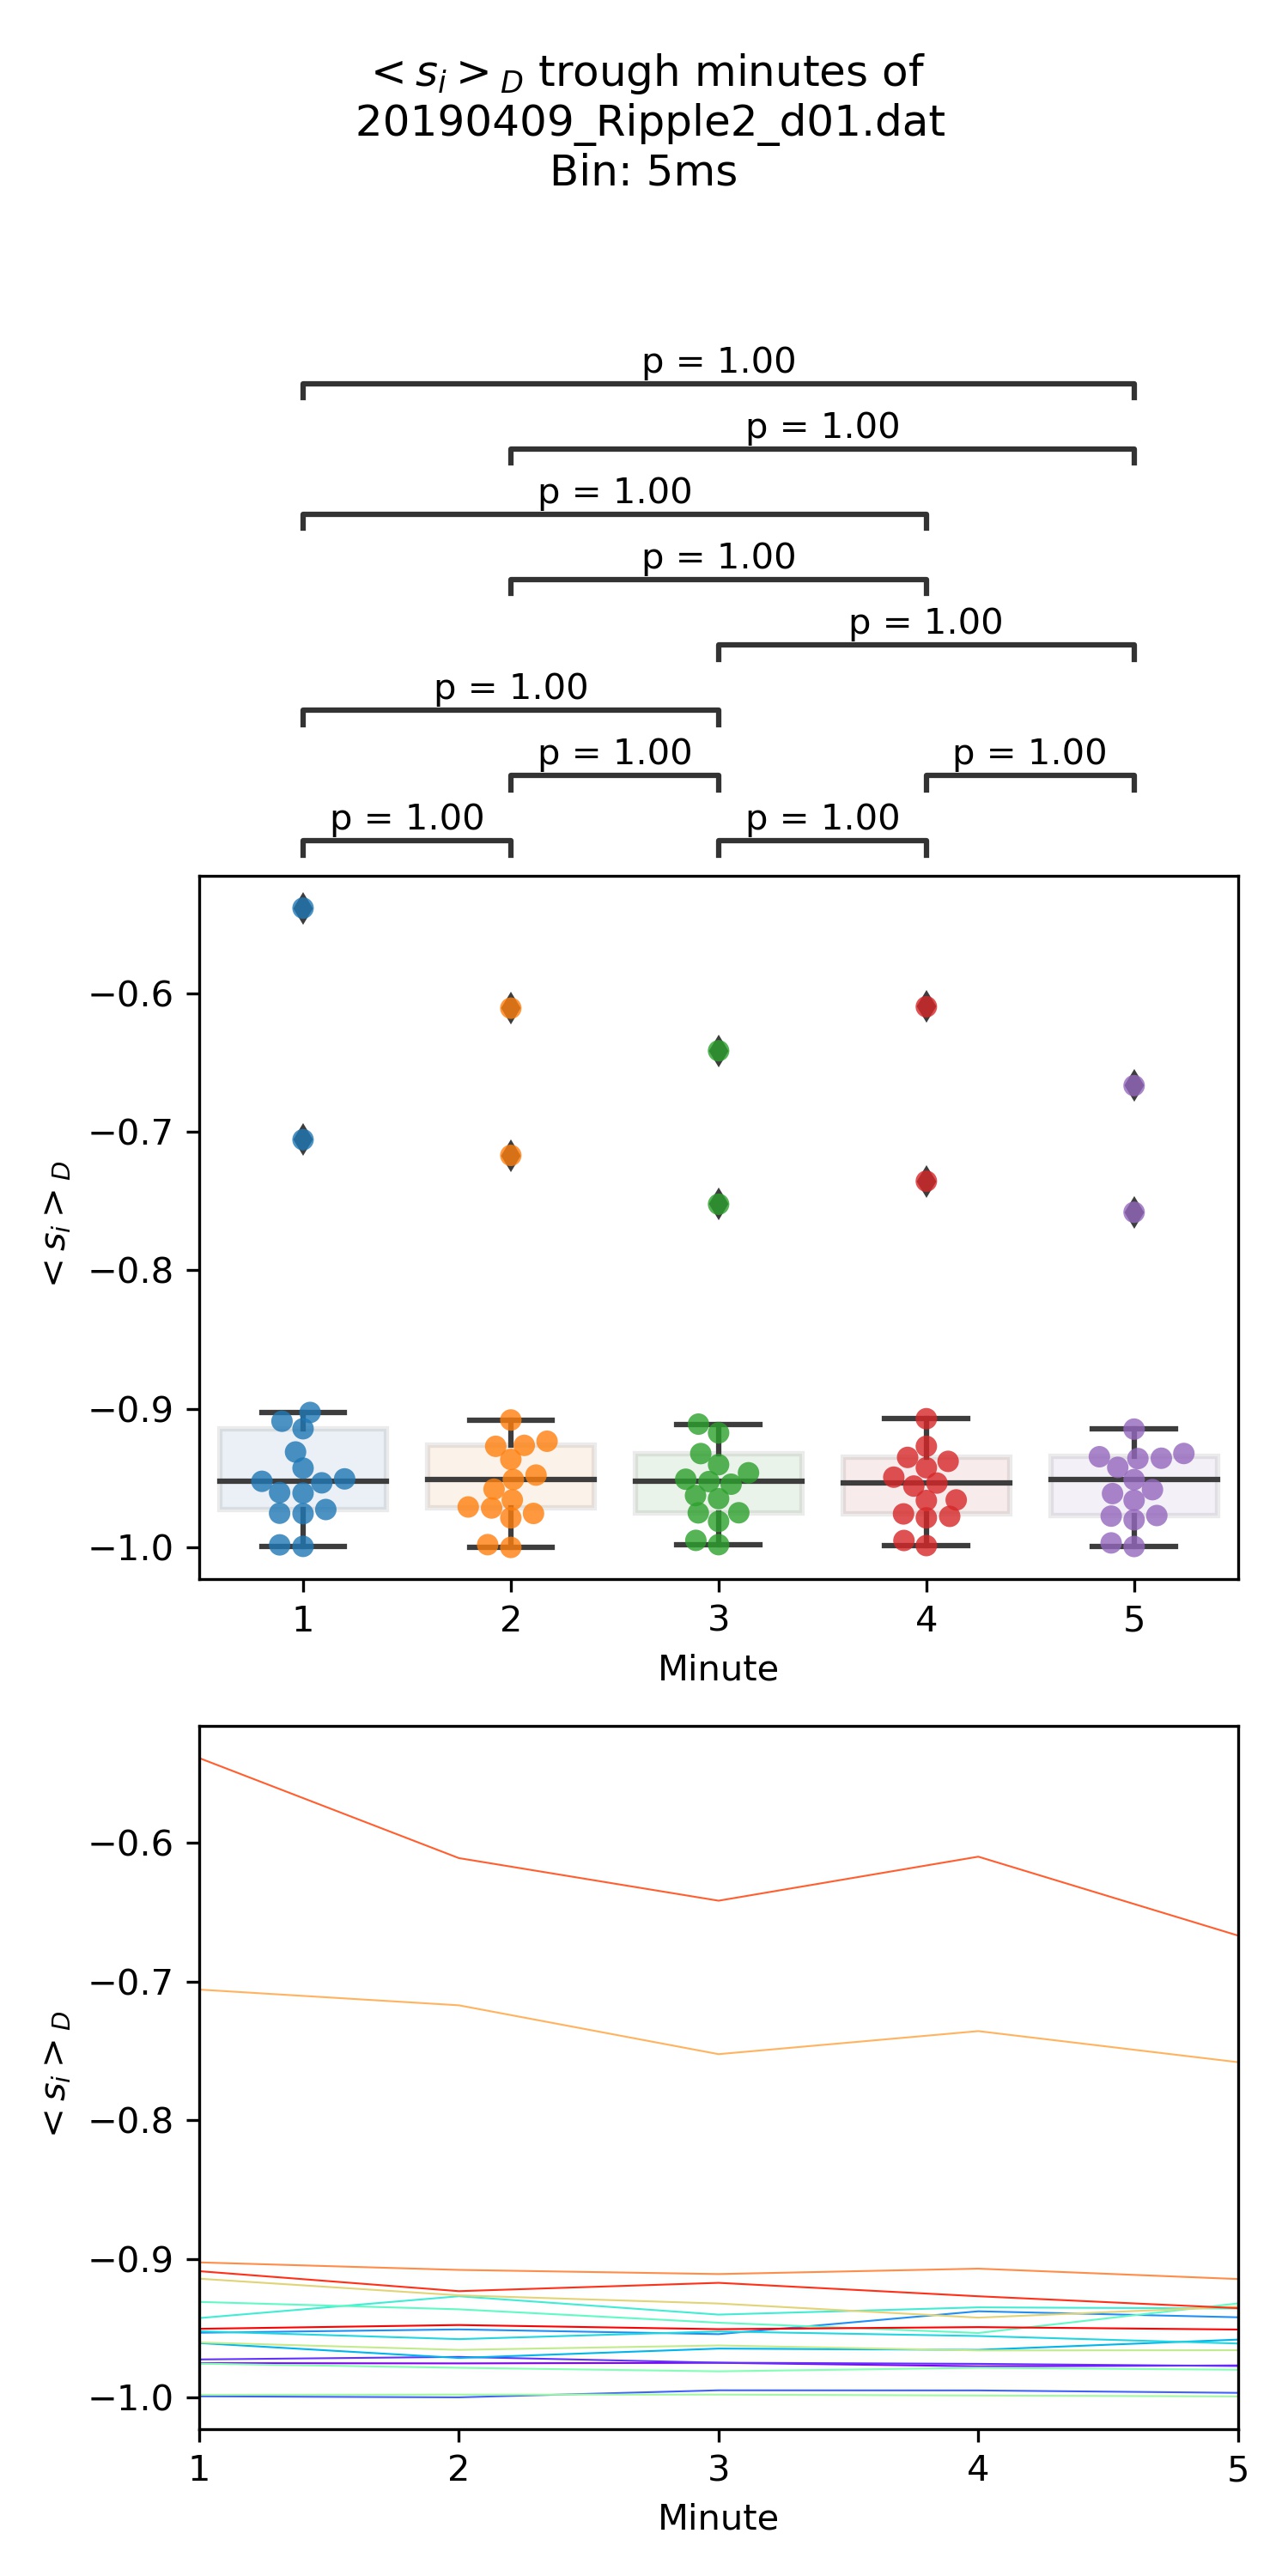 < s_i >_D trough minutes of
20190409_Ripple2_d01.dat
Bin: 5ms
p = 1.00
p = 1.00
p = 1.00
p = 1.00
p = 1.00
p = 1.00
p = 1.00 p = 1.00
p = 1.00 p = 1.00
−0.6
−0.7
−0.8
−0.9
−1.0
< s_i >_D
1 2 3 4 5
Minute
−0.6
−0.7
−0.8
−0.9
−1.0
< s_i >_D
1 2 3 4 5
Minute